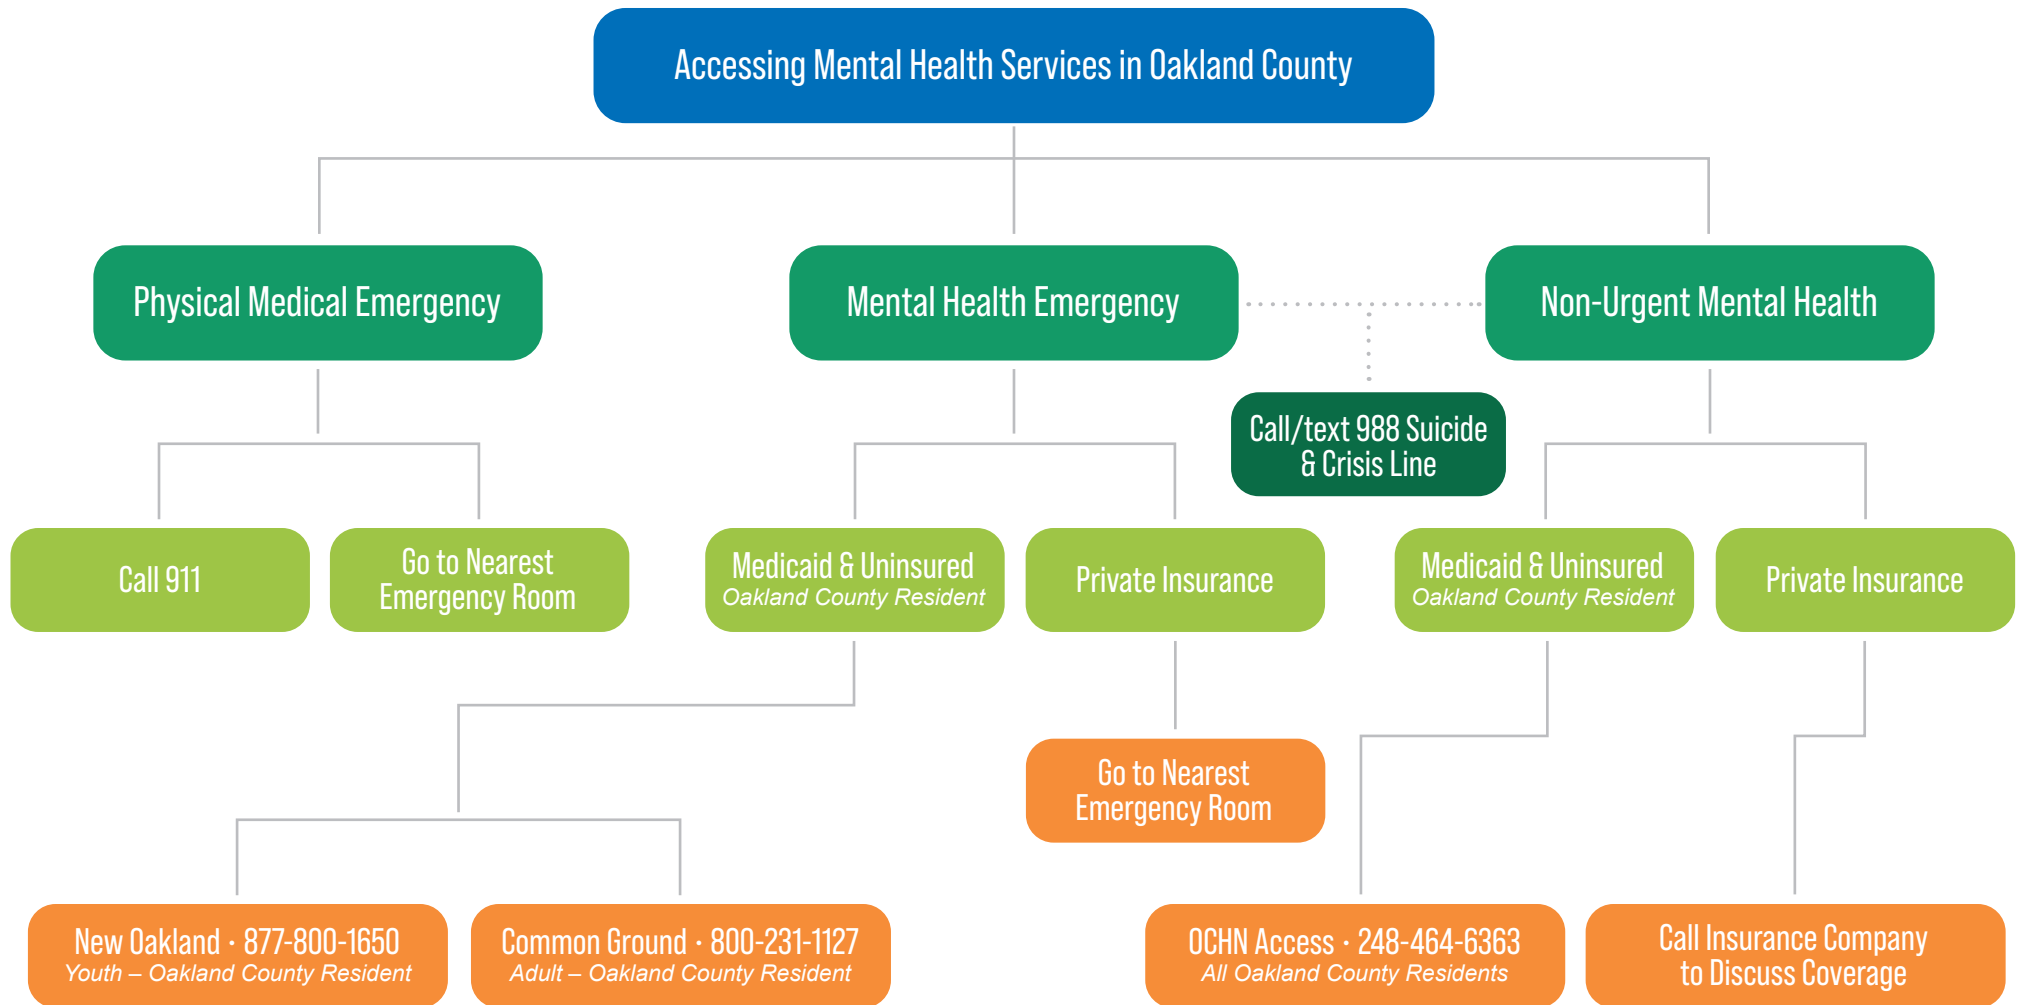 Accessing Mental Health Services in Oakland County
Physical Medical Emergency
Mental Health Emergency
Non-Urgent Mental Health
Call/text 988 Suicide
& Crisis Line
Call 911
Go to Nearest
Emergency Room
Medicaid & Uninsured
Oakland County Resident
Private Insurance
Medicaid & Uninsured
Oakland County Resident
Private Insurance
Go to Nearest
Emergency Room
New Oakland · 877-800-1650
Youth – Oakland County Resident
Common Ground · 800-231-1127
Adult – Oakland County Resident
OCHN Access · 248-464-6363
All Oakland County Residents
Call Insurance Company
to Discuss Coverage